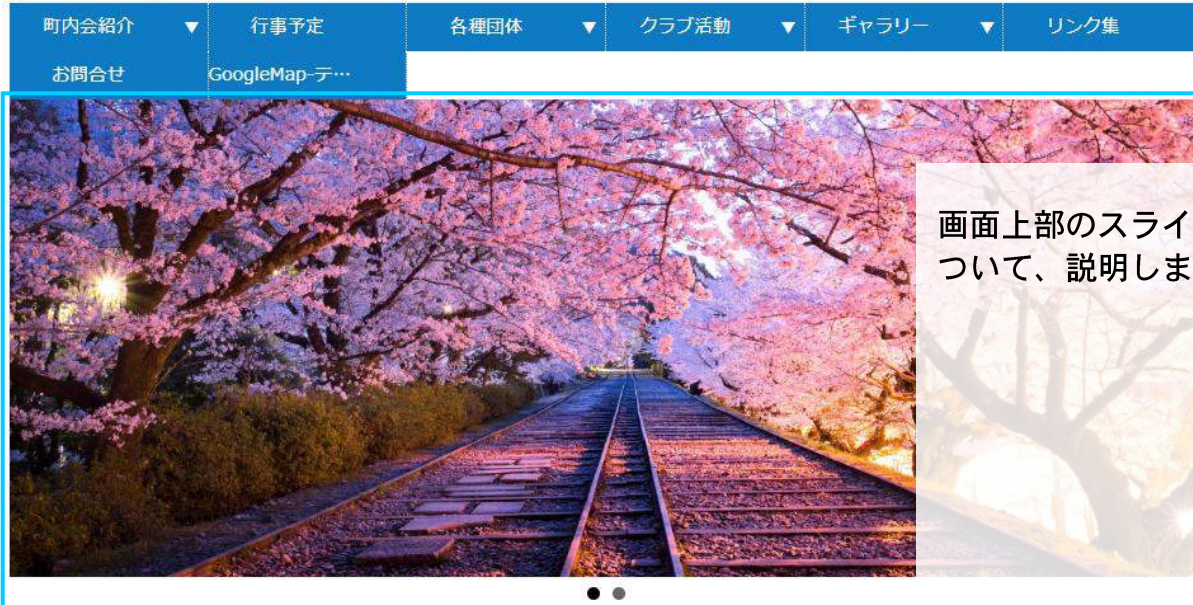 町内会紹介 ▼ 行事予定 各種団体 ▼ クラブ活動 ▼ ギャラリー ▼ リンク集
お問合せ GoogleMap-テ…
画面上部のスライ
ついて、説明しま